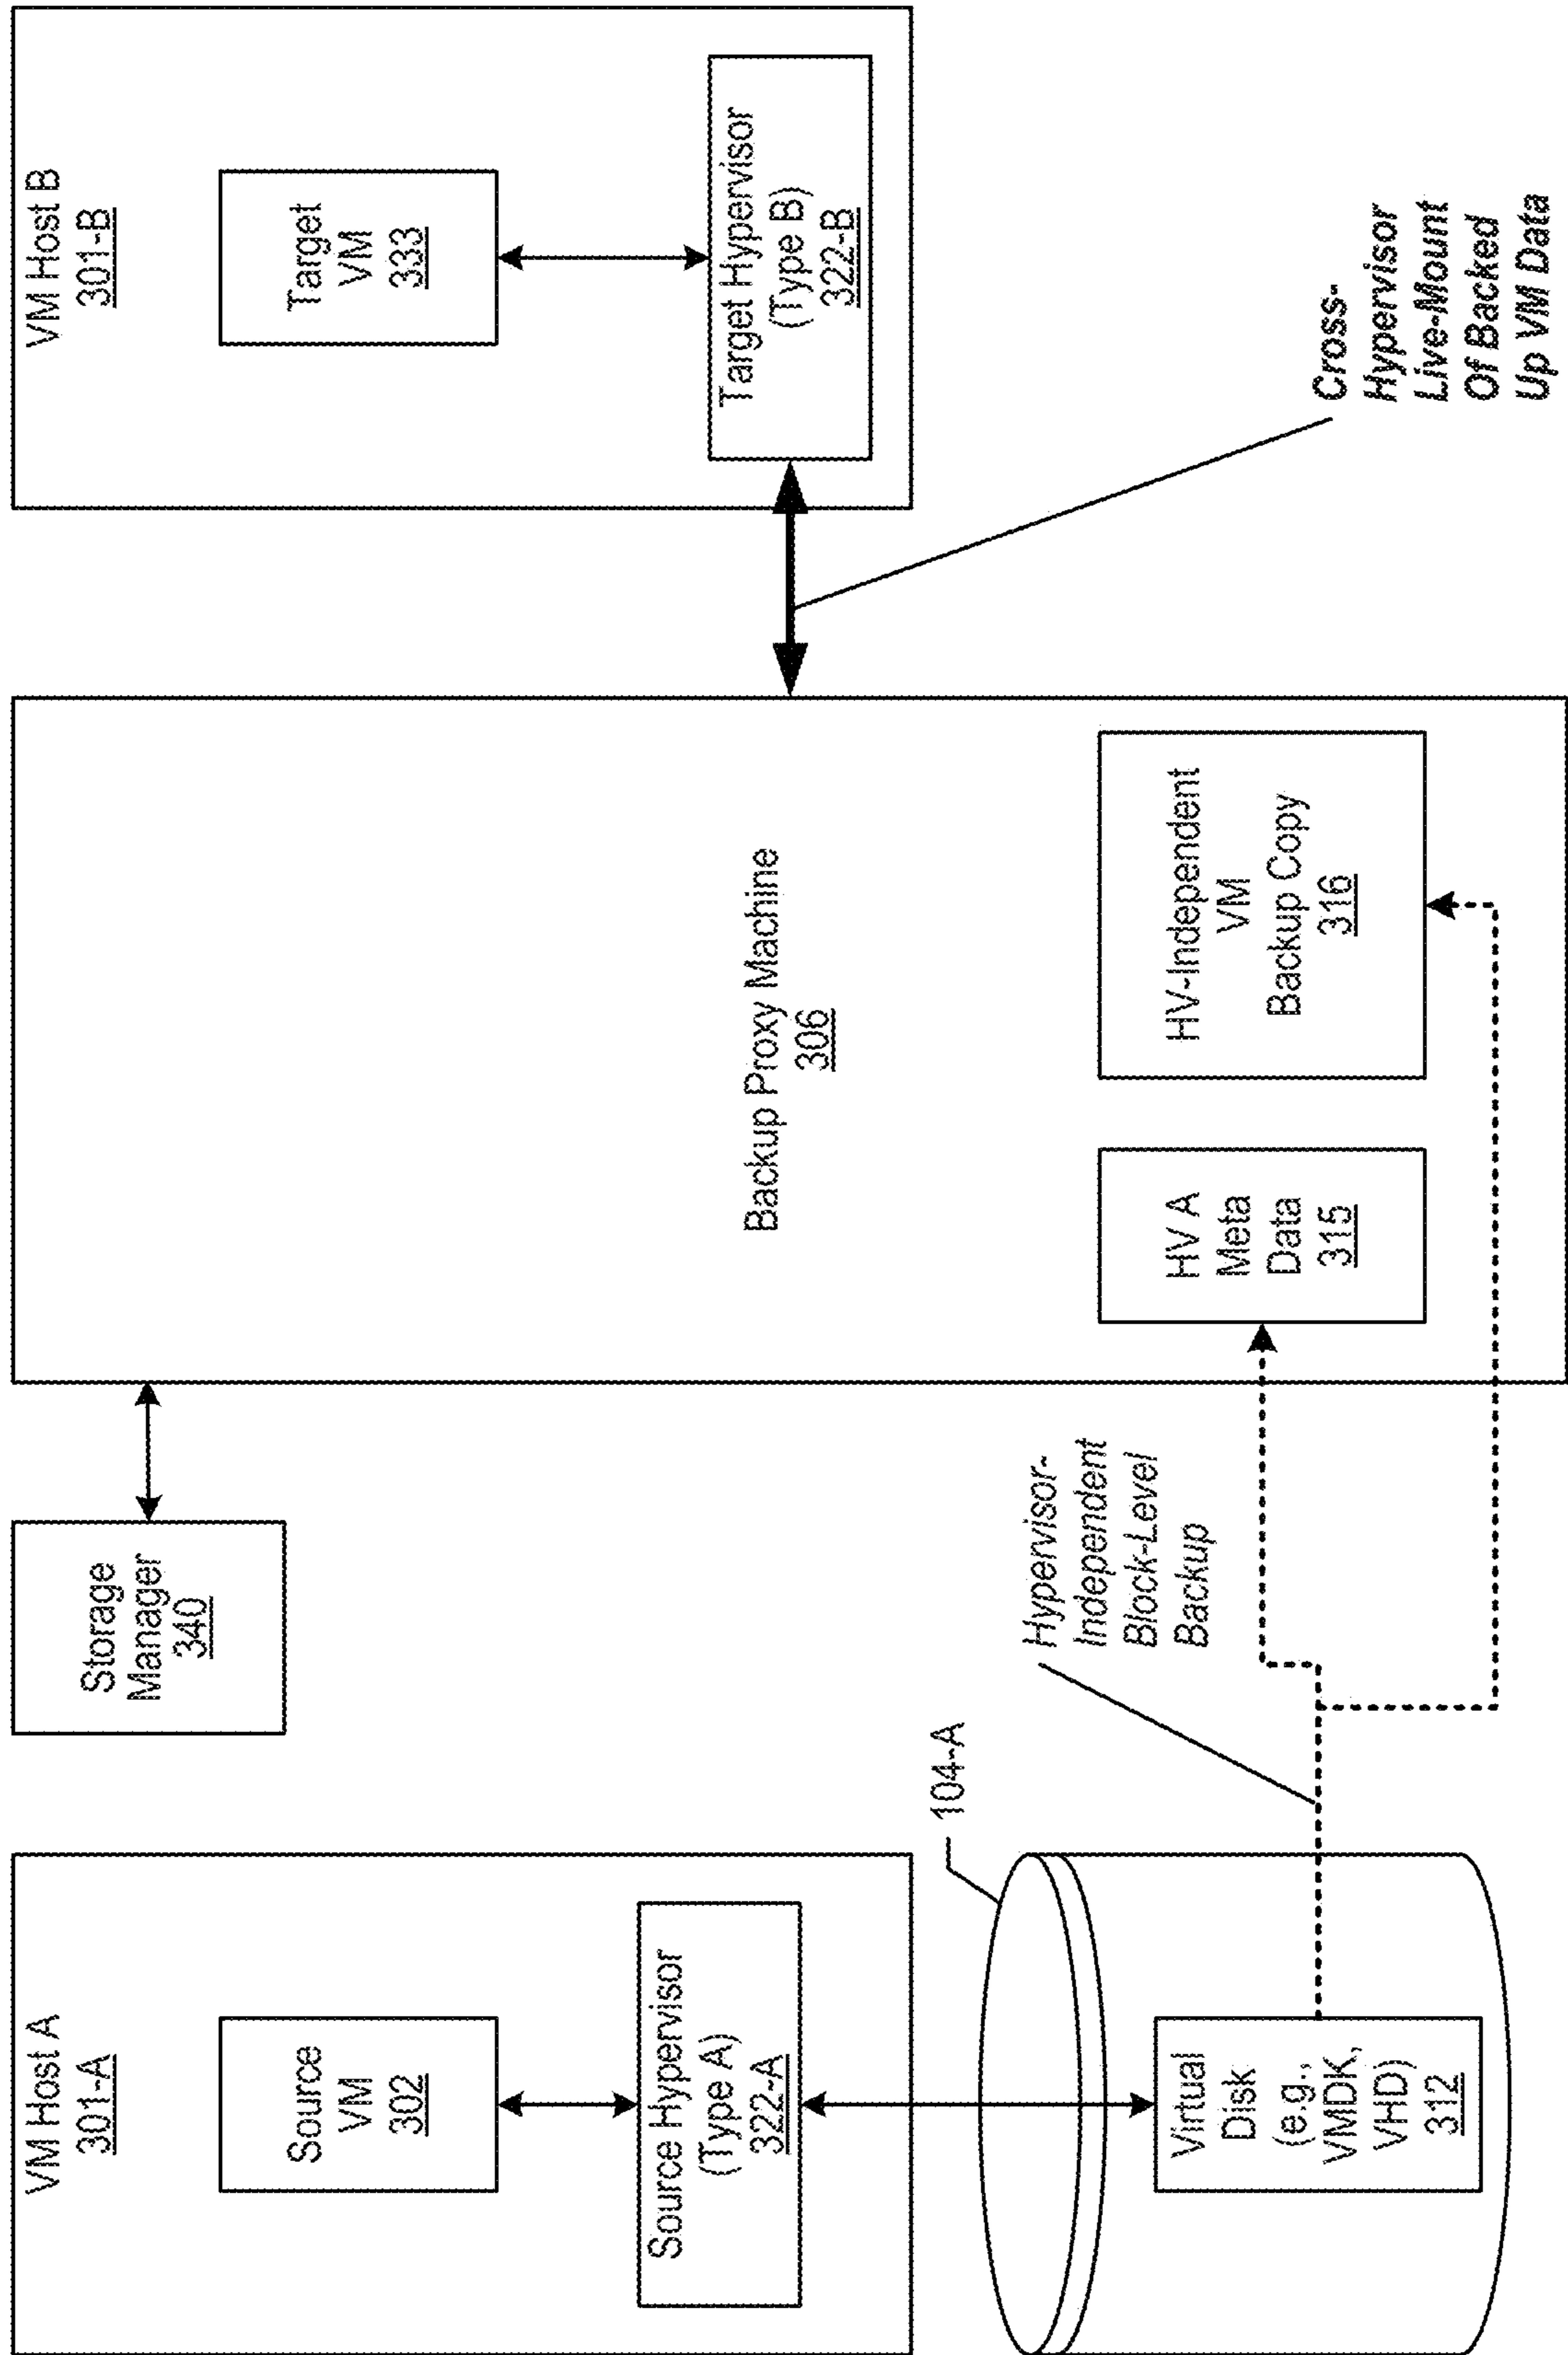 VM Host A
301-A
Source
VM
302
Source Hypervisor
(Type A)
322-A
104-A
Virtual
Disk
(e.g.,
VMDK,
VHD)
312
Storage
Manager
340
Hypervisor-
Independent
Block-Level
Backup
Backup Proxy Machine
306
HV A
Meta
Data
315
HV-Independent
VM
Backup Copy
316
VM Host B
301-B
Target
VM
333
Target Hypervisor
(Type B)
322-B
Cross-
Hypervisor
Live-Mount
Of Backed
Up VM Data